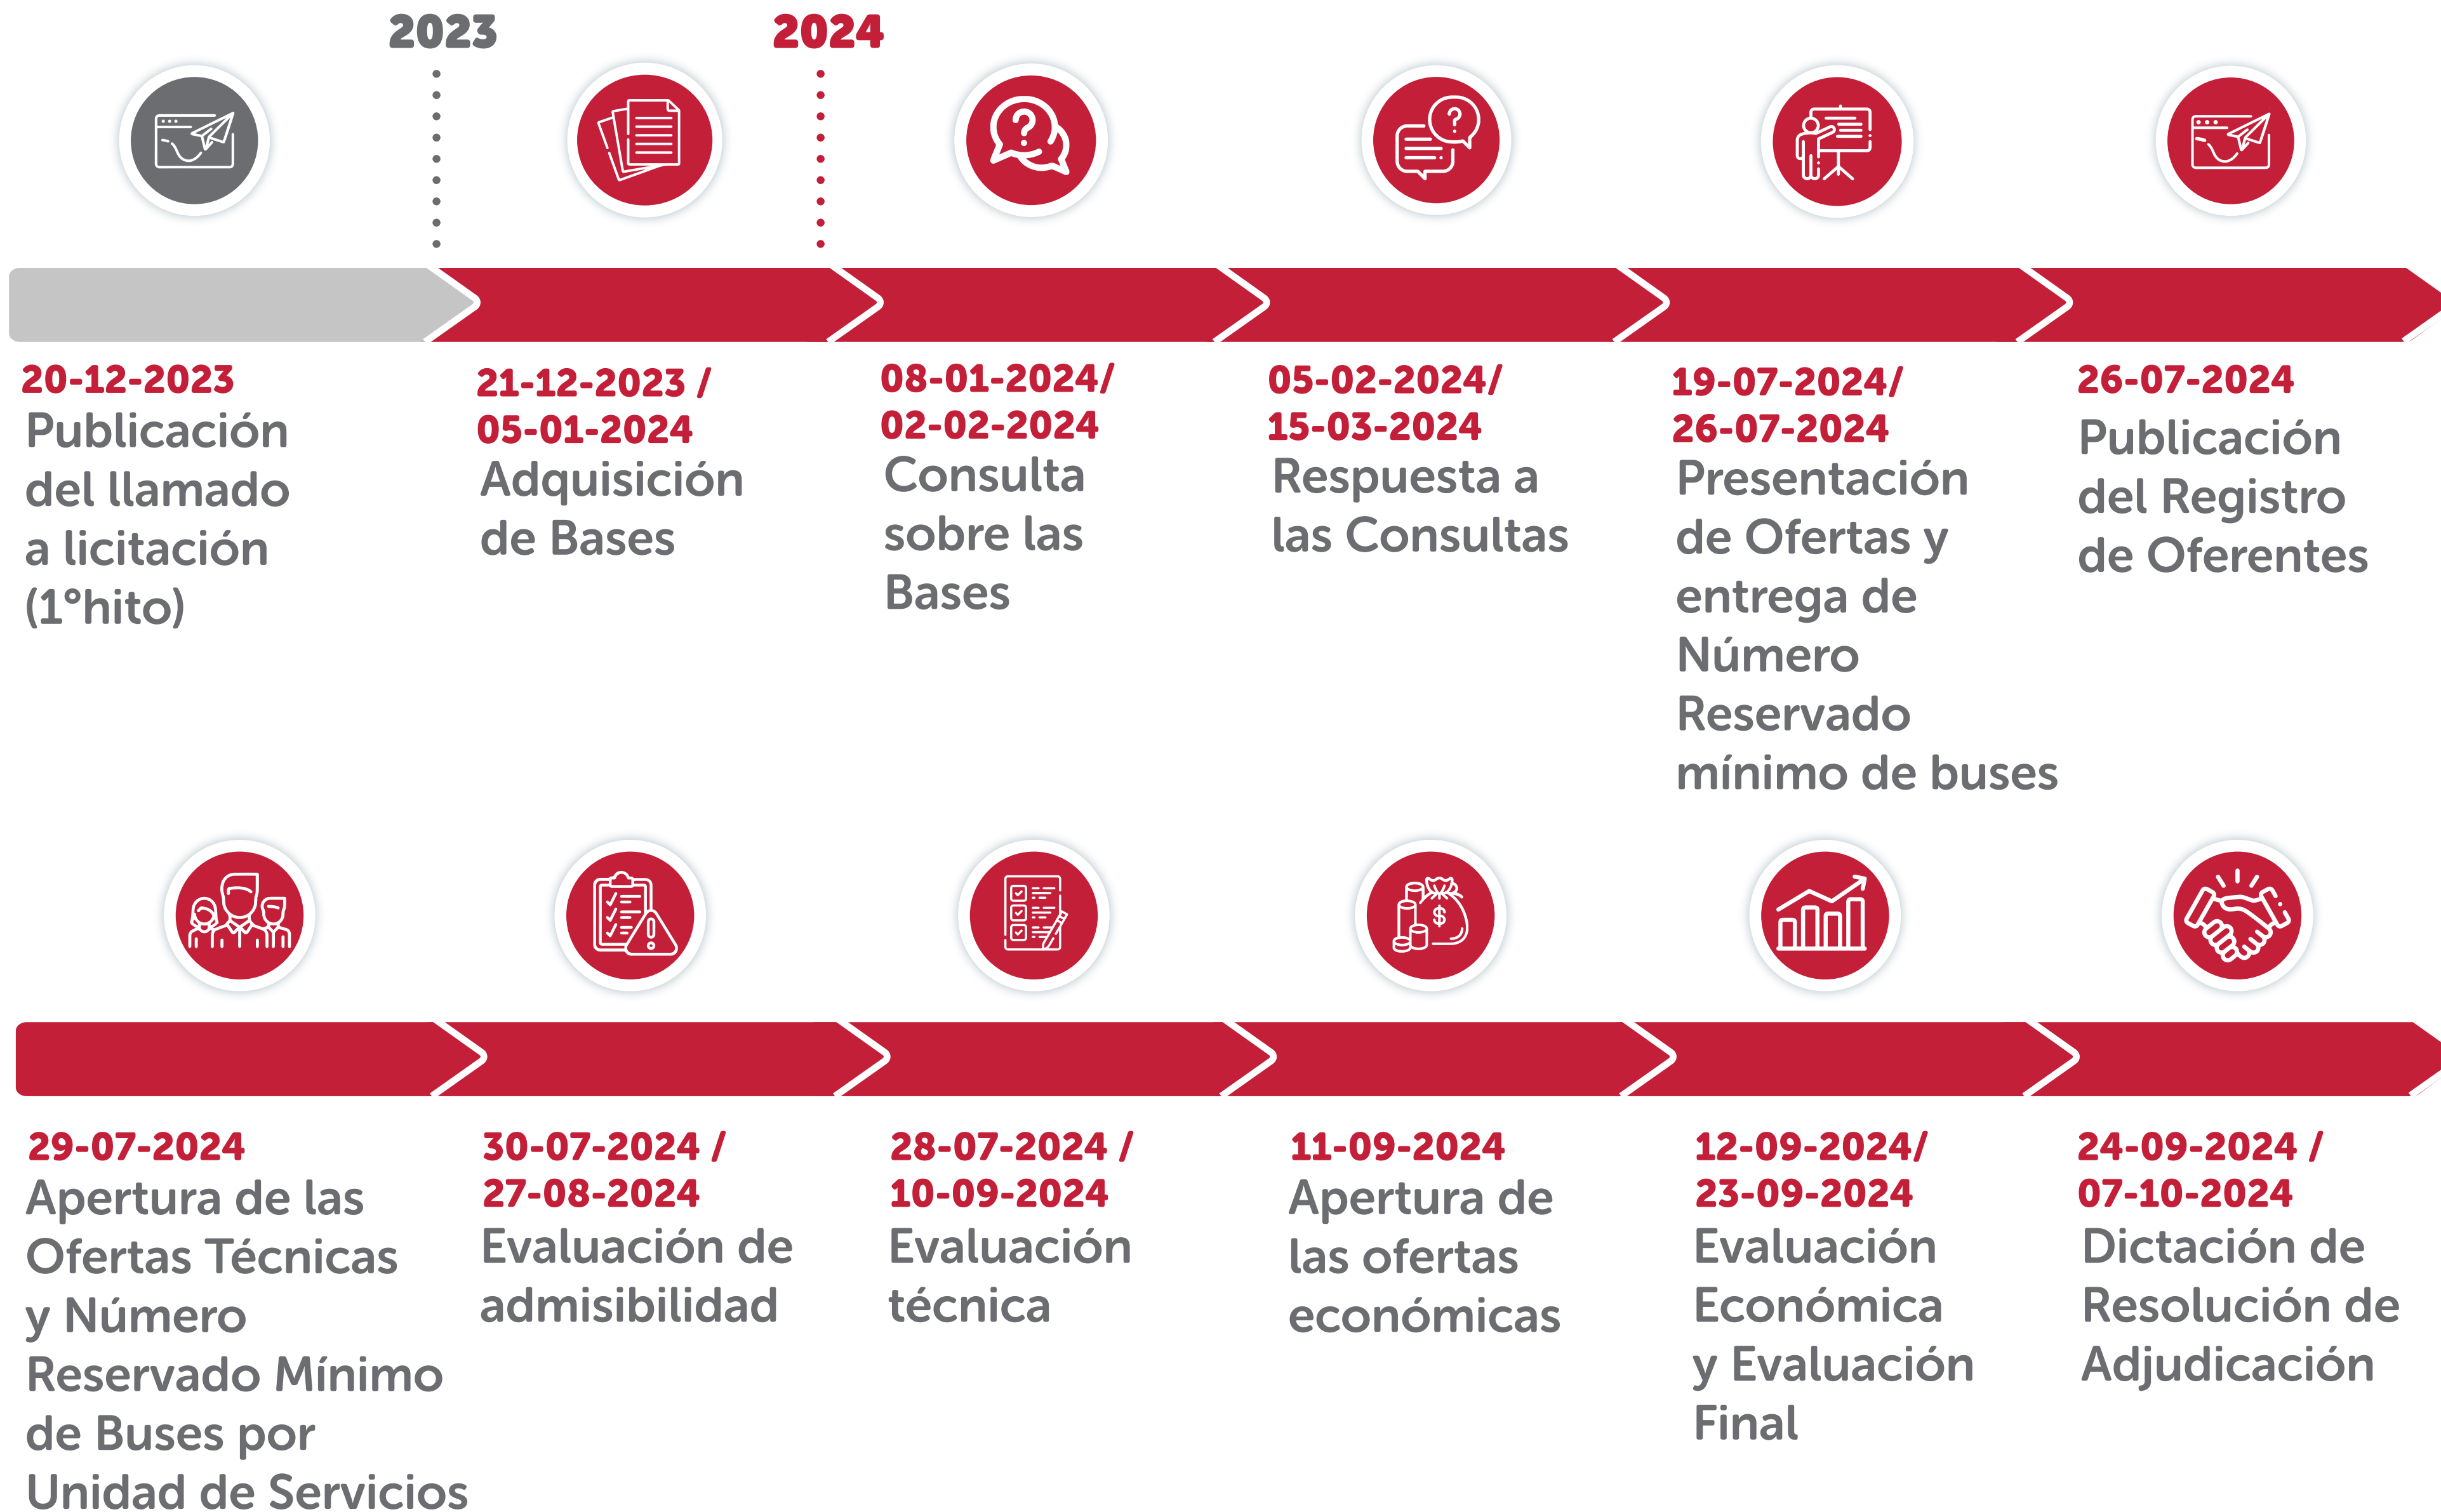 2023
2024
20-12-2023
Publicación
del llamado
a licitación
(1°hito)
21-12-2023 /
05-01-2024
Adquisición
de Bases
08-01-2024/
02-02-2024
Consulta
sobre las
Bases
05-02-2024/
15-03-2024
Respuesta a
las Consultas
19-07-2024/
26-07-2024
Presentación
de Ofertas y
entrega de
Número
Reservado
mínimo de buses
26-07-2024
Publicación
del Registro
de Oferentes
29-07-2024
Apertura de las
Ofertas Técnicas
y Número
Reservado Mínimo
de Buses por
Unidad de Servicios
30-07-2024 /
27-08-2024
Evaluación de
admisibilidad
28-07-2024 /
10-09-2024
Evaluación
técnica
11-09-2024
Apertura de
las ofertas
económicas
12-09-2024/
23-09-2024
Evaluación
Económica
y Evaluación
Final
24-09-2024 /
07-10-2024
Dictación de
Resolución de
Adjudicación